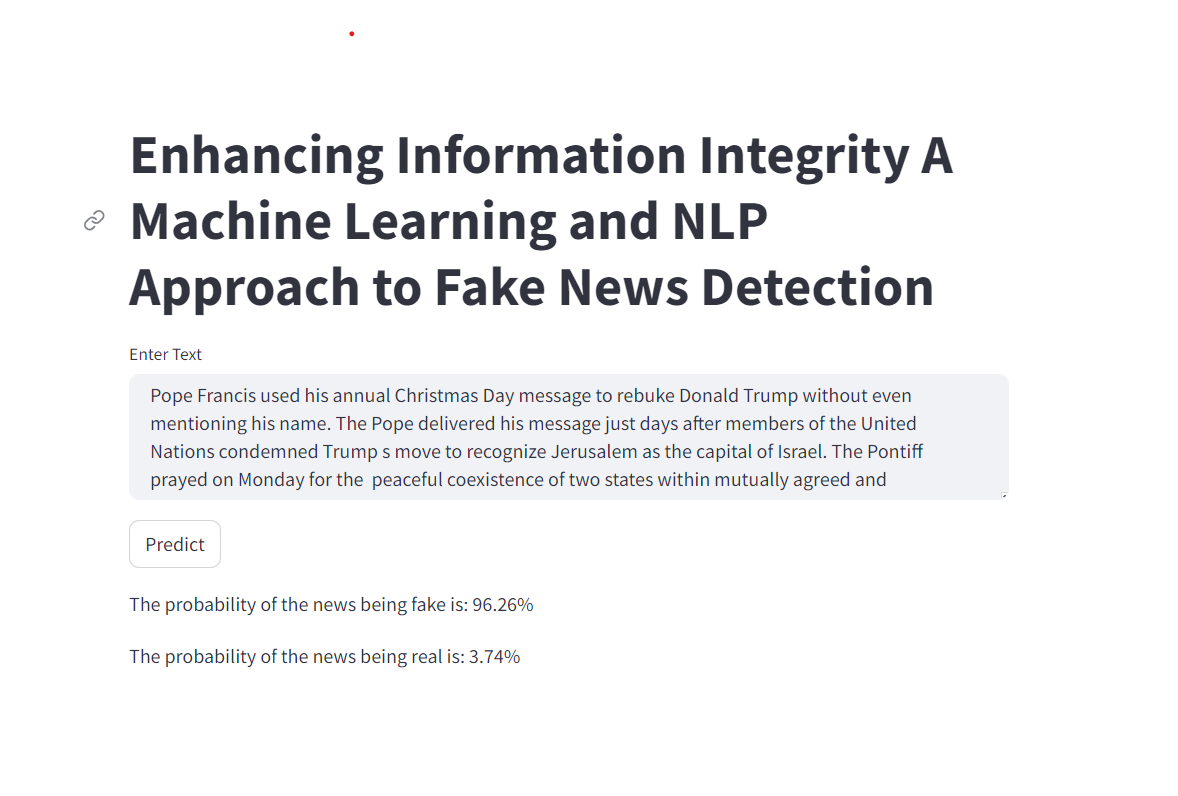 Enhancing Information Integrity A
Machine Learning and NLP
Approach to Fake News Detection
Enter Text
Pope Francis used his annual Christmas Day message to rebuke Donald Trump without even
mentioning his name. The Pope delivered his message just days after members of the United
Nations condemned Trump s move to recognize Jerusalem as the capital of Israel. The Pontiff
prayed on Monday for the  peaceful coexistence of two states within mutually agreed and
Predict
The probability of the news being fake is: 96.26%
The probability of the news being real is: 3.74%